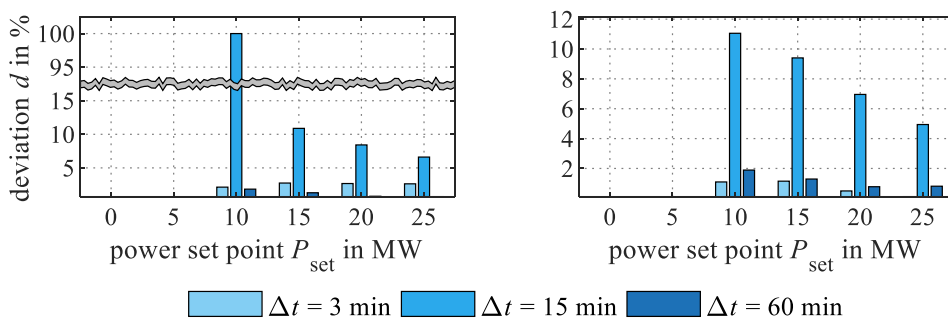 deviation d in %
100
95
15
10
5
0 5 10 15 20 25
power set point P_set in MW
12
10
8
6
4
2
0 5 10 15 20 25
power set point P_set in MW
Δt = 3 min Δt = 15 min Δt = 60 min